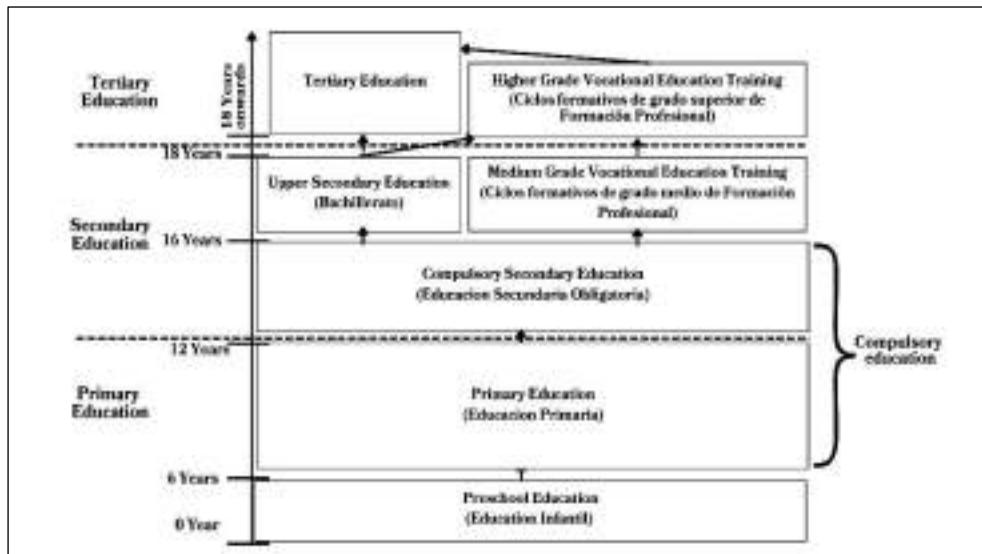 Tertiary
Education
18 Years
onwards
Tertiary Education
Higher Grade Vocational Education Training
(Ciclos formativos de grado superior de
Formación Profesional)
18 Years
Upper Secondary Education
(Bachillerato)
Medium Grade Vocational Education Training
(Ciclos formativos de grado medio de Formación
Profesional)
Secondary
Education
16 Years
Compulsory Secondary Education
(Educacion Secundaria Obligatoria)
12 Years
Compulsory
education
Primary
Education
Primary Education
(Educacion Primaria)
6 Years
Preschool Education
(Education Infantil)
0 Year